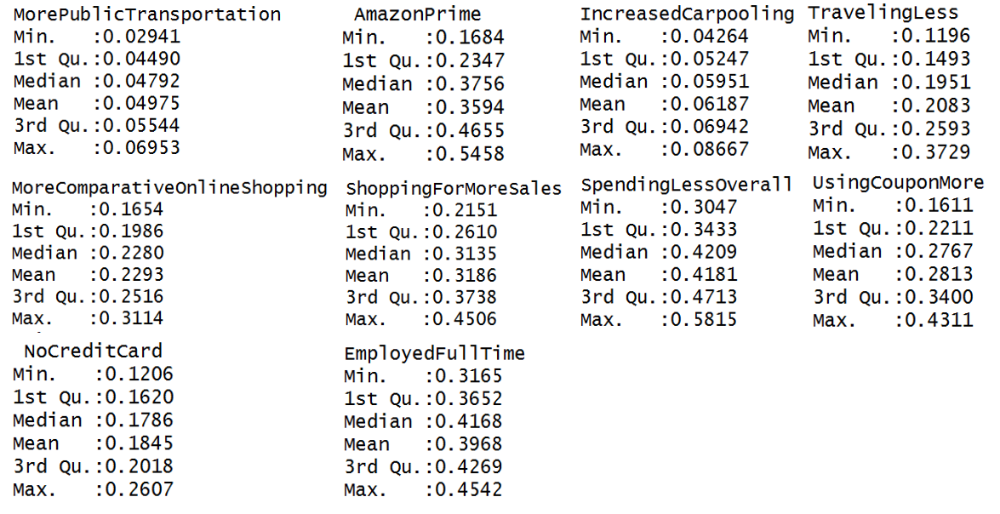 MorePublicTransportation
Min.   :0.02941
1st Qu.:0.04490
Median :0.04792
Mean   :0.04975
3rd Qu.:0.05544
Max.   :0.06953
AmazonPrime
Min.   :0.1684
1st Qu.:0.2347
Median :0.3756
Mean   :0.3594
3rd Qu.:0.4655
Max.   :0.5458
IncreasedCarpooling
Min.   :0.04264
1st Qu.:0.05247
Median :0.05951
Mean   :0.06187
3rd Qu.:0.06942
Max.   :0.08667
TravelingLess
Min.   :0.1196
1st Qu.:0.1493
Median :0.1951
Mean   :0.2083
3rd Qu.:0.2593
Max.   :0.3729
MoreComparativeOnlineShopping
Min.   :0.1654
1st Qu.:0.1986
Median :0.2280
Mean   :0.2293
3rd Qu.:0.2516
Max.   :0.3114
ShoppingForMoreSales
Min.   :0.2151
1st Qu.:0.2610
Median :0.3135
Mean   :0.3186
3rd Qu.:0.3738
Max.   :0.4506
SpendingLessOverall
Min.   :0.3047
1st Qu.:0.3433
Median :0.4209
Mean   :0.4181
3rd Qu.:0.4713
Max.   :0.5815
UsingCouponMore
Min.   :0.1611
1st Qu.:0.2211
Median :0.2767
Mean   :0.2813
3rd Qu.:0.3400
Max.   :0.4311
NoCreditCard
Min.   :0.1206
1st Qu.:0.1620
Median :0.1786
Mean   :0.1845
3rd Qu.:0.2018
Max.   :0.2607
EmployedFullTime
Min.   :0.3165
1st Qu.:0.3652
Median :0.4168
Mean   :0.3968
3rd Qu.:0.4269
Max.   :0.4542